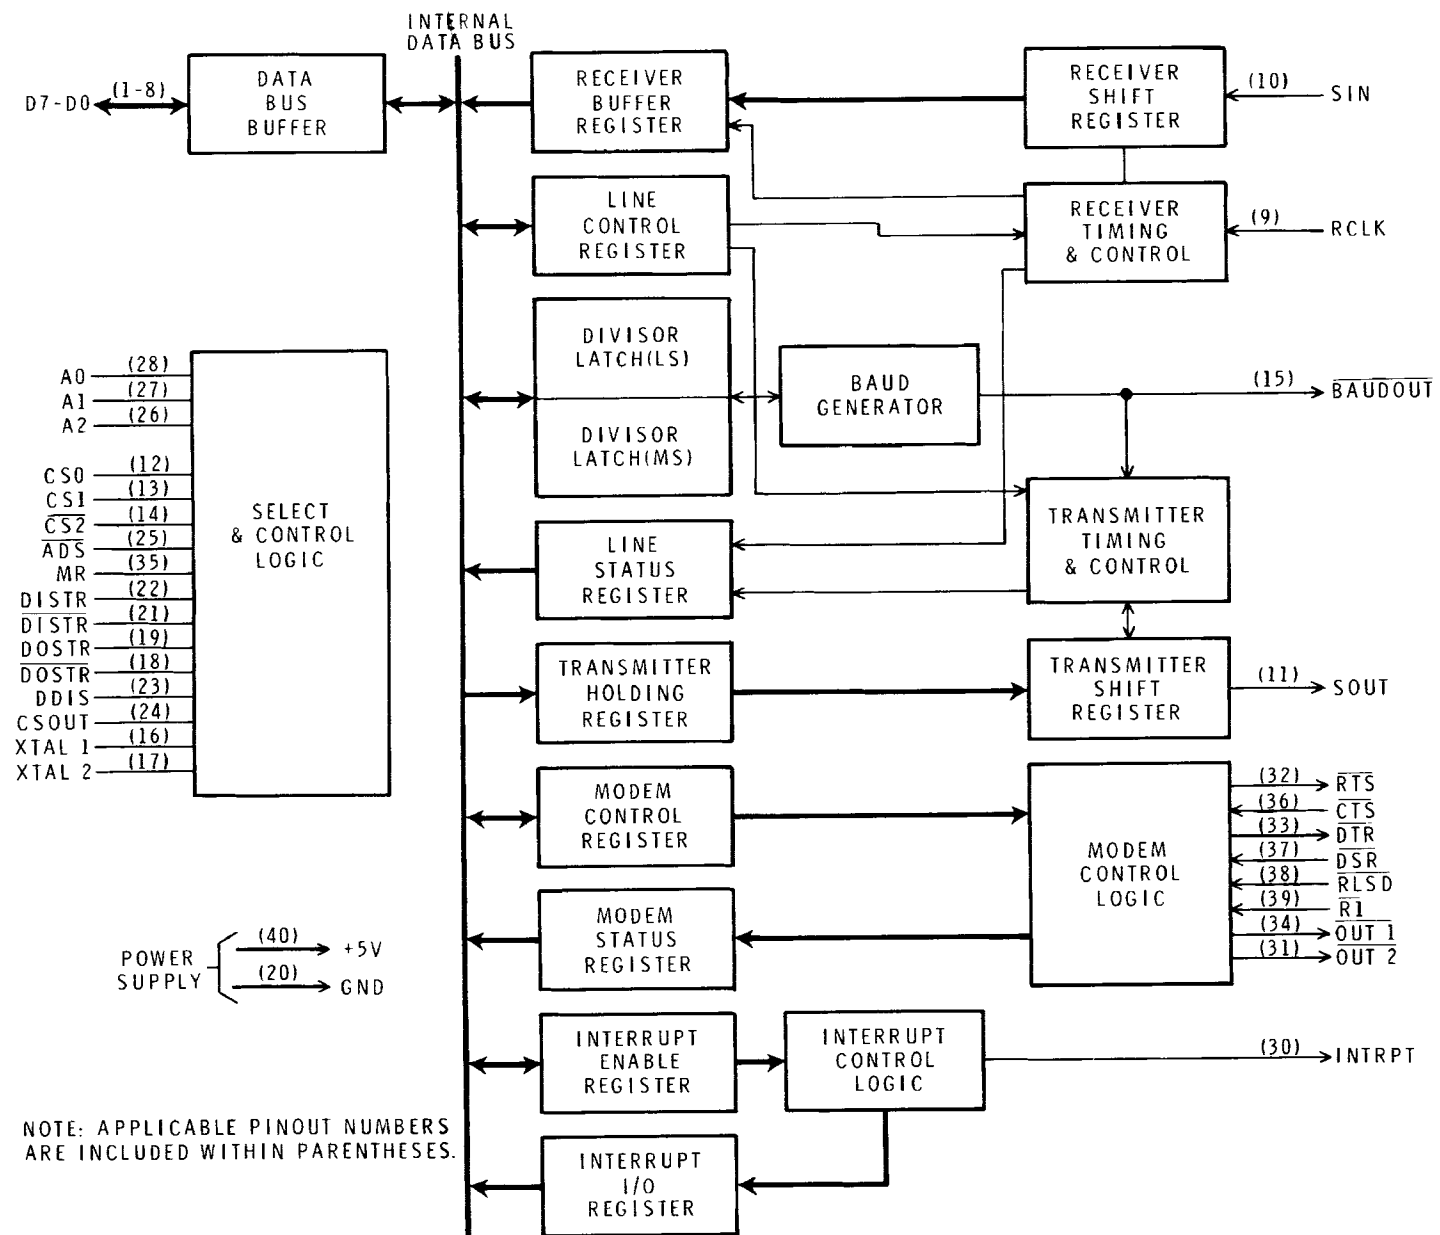 INTERNAL
DATA BUS
D7-D0 (1-8)
DATA
BUS
BUFFER
RECEIVER
BUFFER
REGISTER
RECEIVER
SHIFT
REGISTER
(10) SIN
LINE
CONTROL
REGISTER
RECEIVER
TIMING
& CONTROL
(9) RCLK
DIVISOR
LATCH(LS)
DIVISOR
LATCH(MS)
BAUD
GENERATOR
(15) BAUDOUT
A0 (28)
A1 (27)
A2 (26)
CS0 (12)
CS1 (13)
CS2 (14)
ADS (25)
MR (35)
DISTR (22)
DISTR (21)
DOSTR (19)
DOSTR (18)
DDIS (23)
CSOUT (24)
XTAL 1 (16)
XTAL 2 (17)
SELECT
& CONTROL
LOGIC
LINE
STATUS
REGISTER
TRANSMITTER
TIMING
& CONTROL
TRANSMITTER
HOLDING
REGISTER
TRANSMITTER
SHIFT
REGISTER
(11) SOUT
MODEM
CONTROL
REGISTER
MODEM
CONTROL
LOGIC
(32) RTS
(36) CTS
(33) DTR
(37) DSR
(38) RLSD
(39) R1
(34) OUT 1
(31) OUT 2
MODEM
STATUS
REGISTER
POWER
SUPPLY
(40) +5V
(20) GND
INTERRUPT
ENABLE
REGISTER
INTERRUPT
CONTROL
LOGIC
(30) INTRPT
INTERRUPT
I/O
REGISTER
NOTE: APPLICABLE PINOUT NUMBERS
ARE INCLUDED WITHIN PARENTHESES.